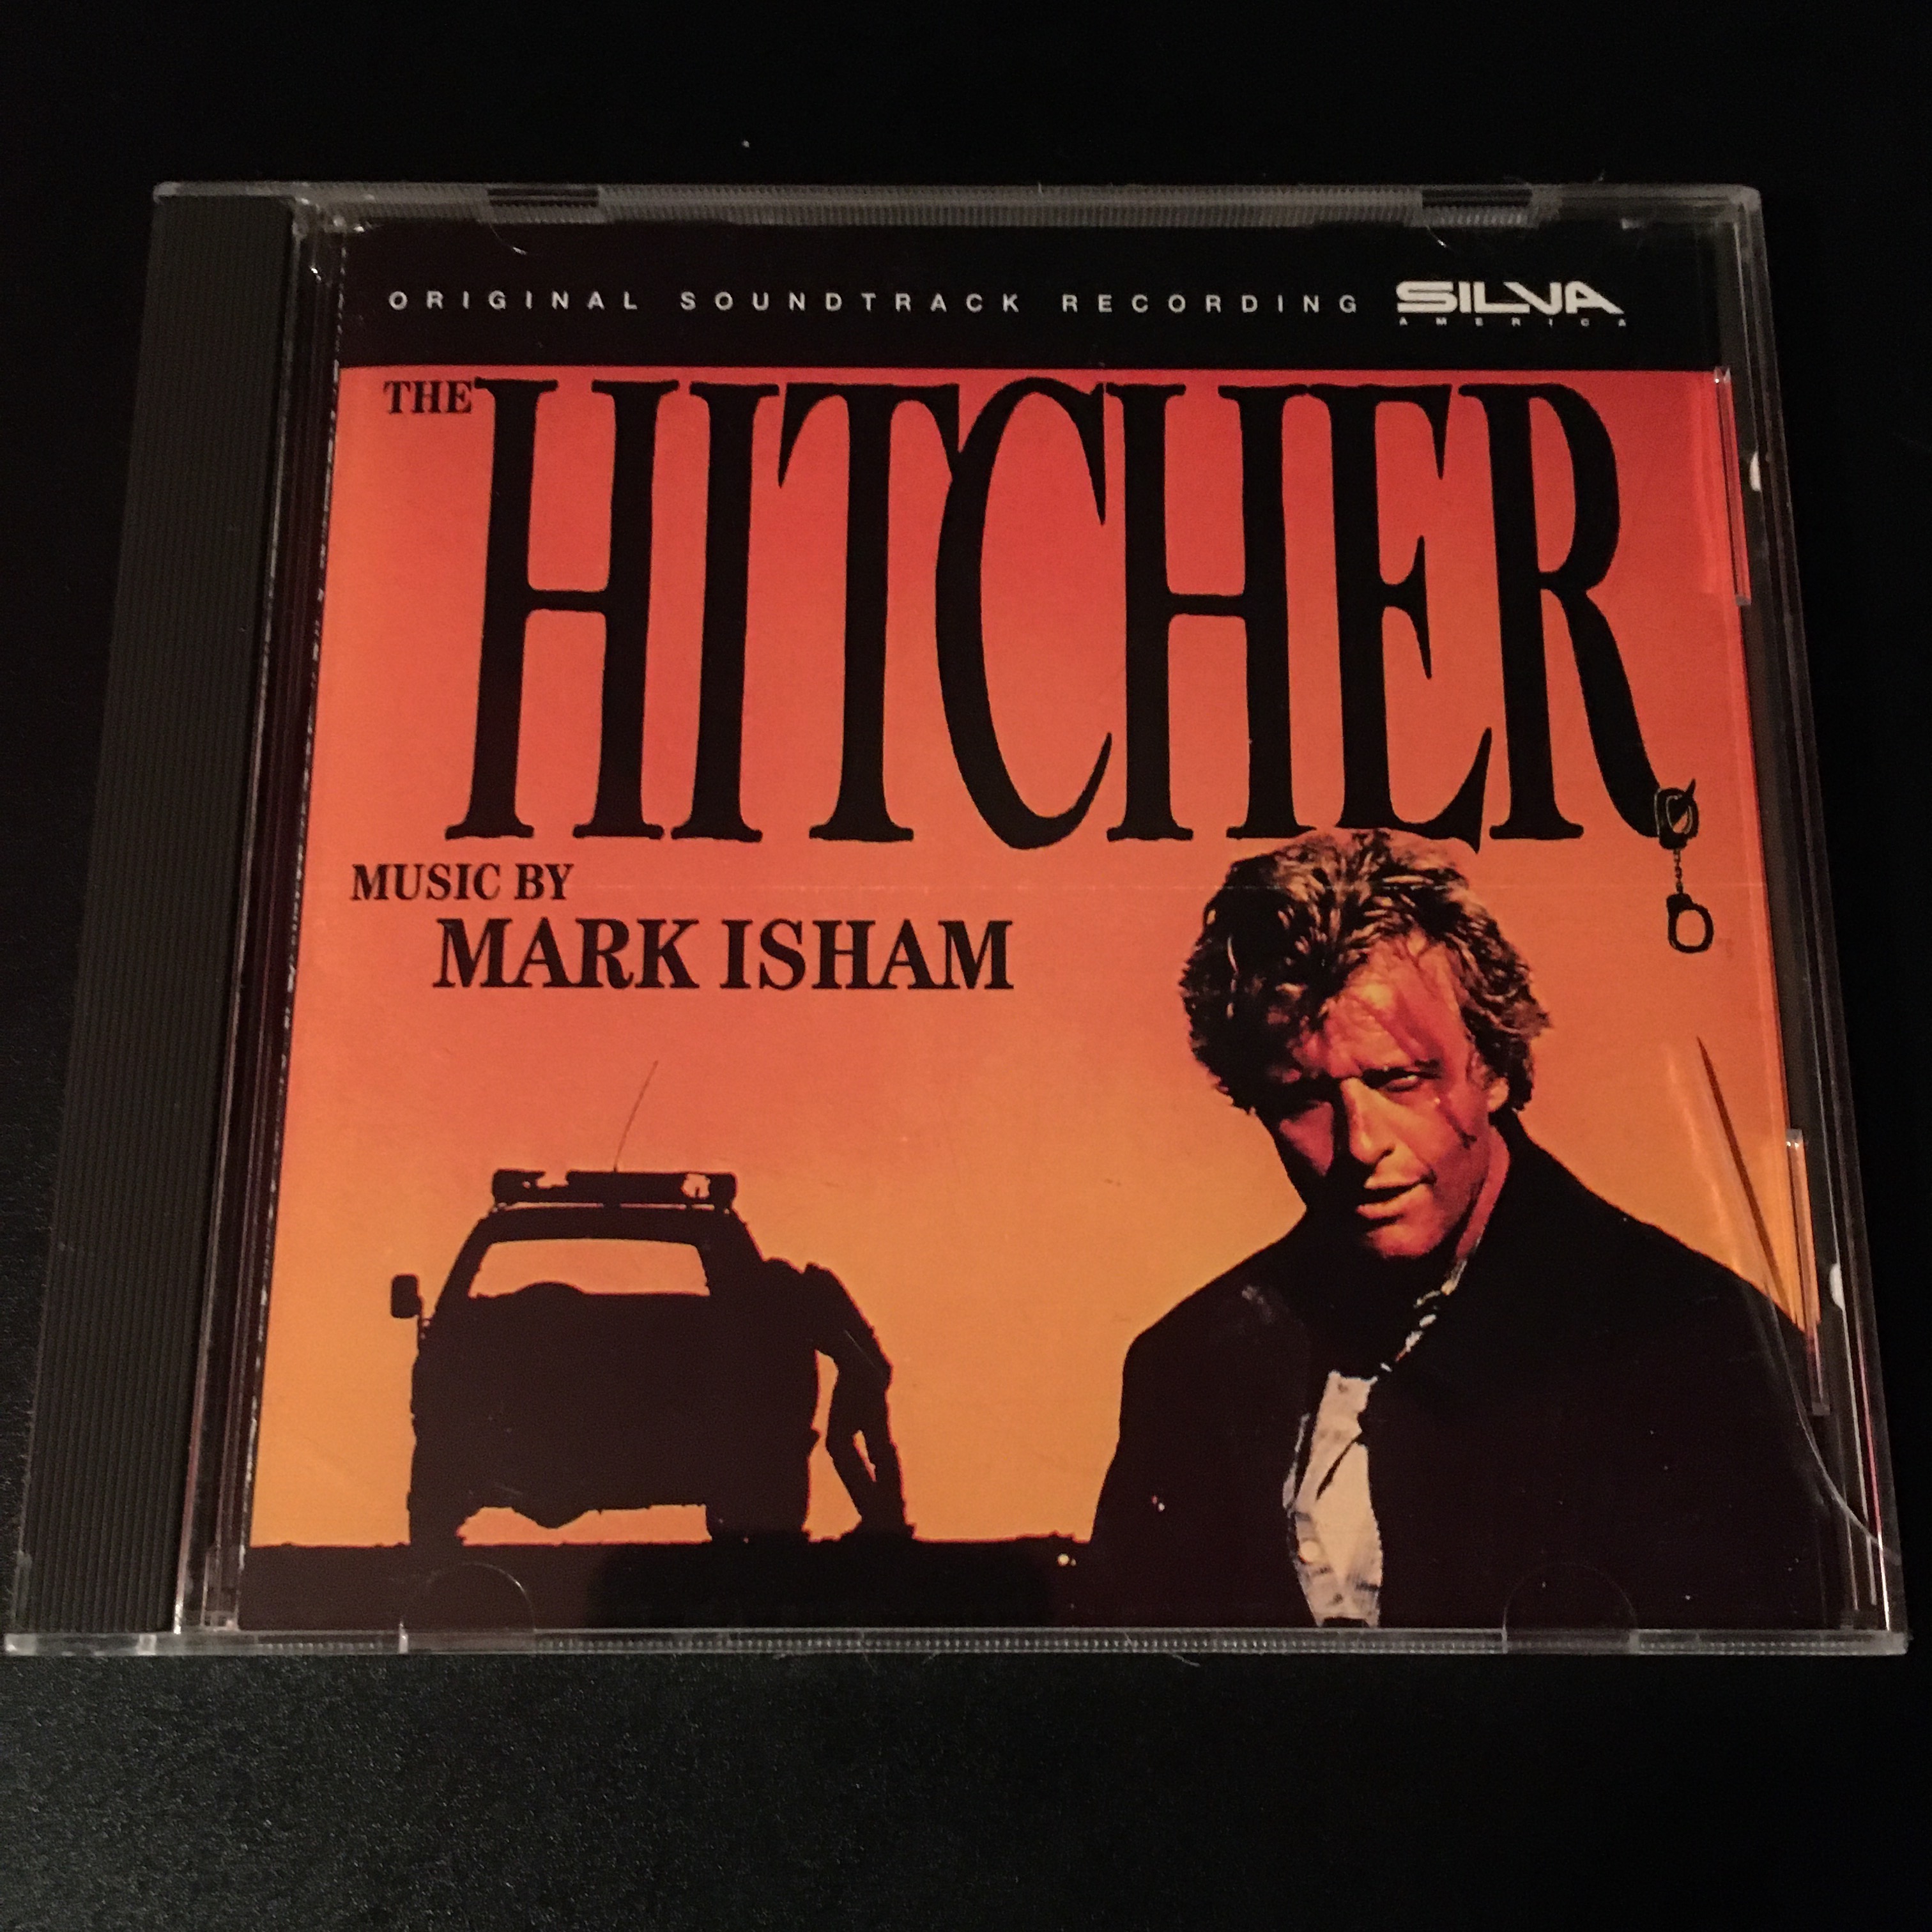 ORIGINAL SOUNDTRACK RECORDING SILVA
AMERICA
THE HITCHER
MUSIC BY
MARK ISHAM